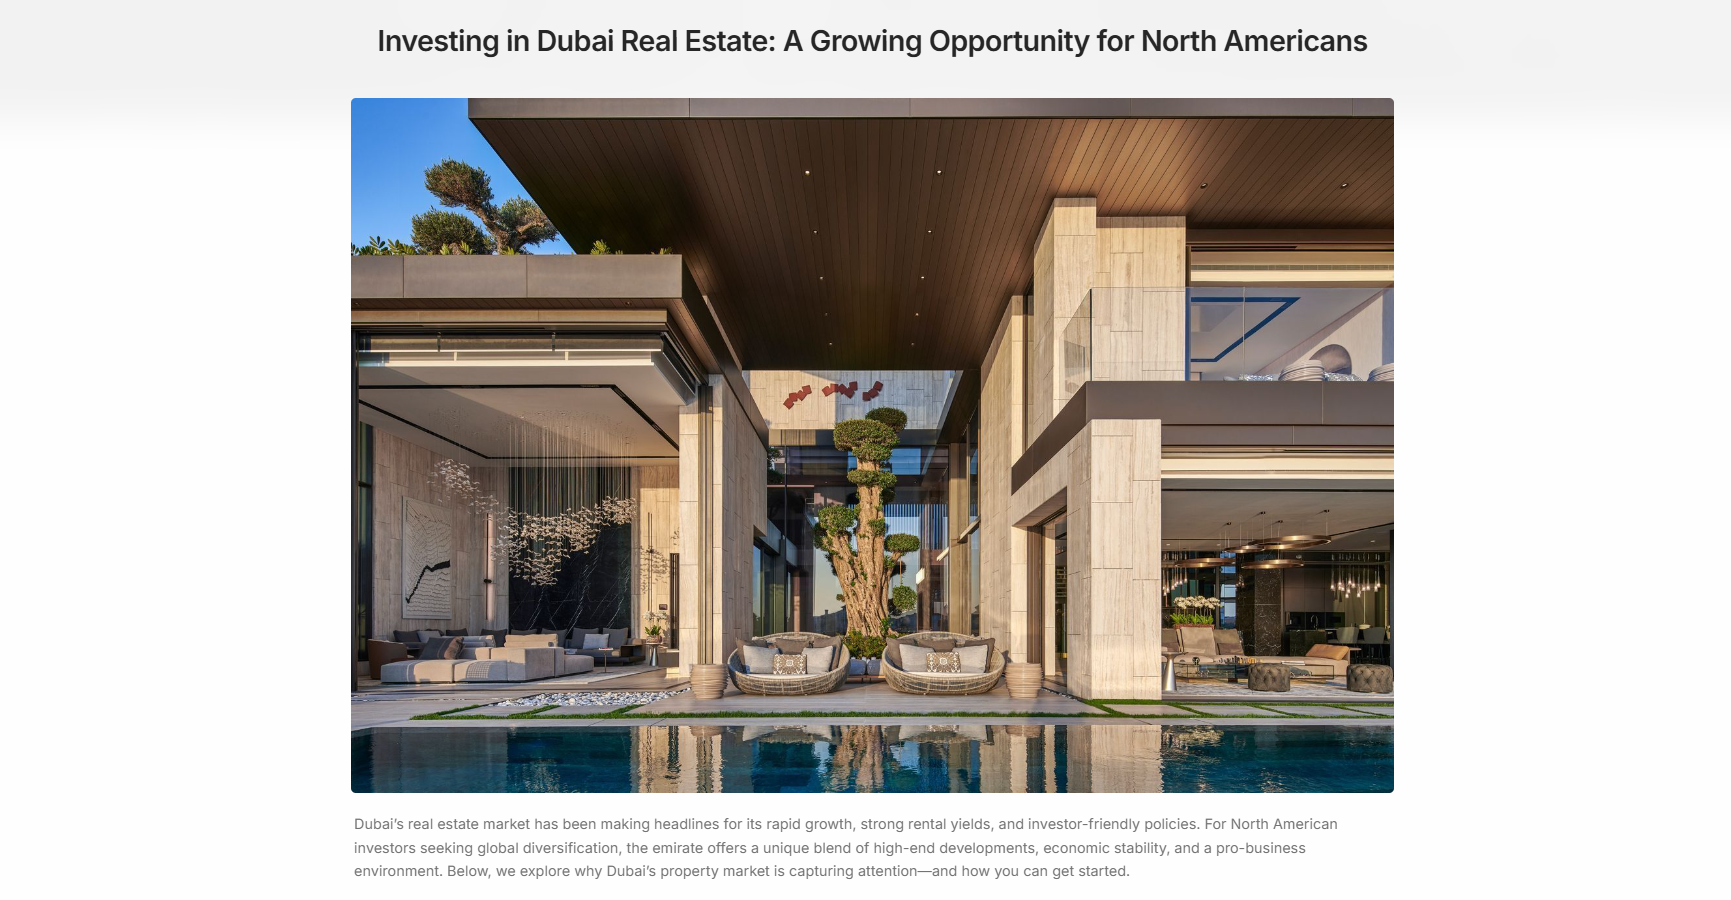 Investing in Dubai Real Estate: A Growing Opportunity for North Americans
Dubai’s real estate market has been making headlines for its rapid growth, strong rental yields, and investor-friendly policies. For North American
investors seeking global diversification, the emirate offers a unique blend of high-end developments, economic stability, and a pro-business
environment. Below, we explore why Dubai’s property market is capturing attention—and how you can get started.